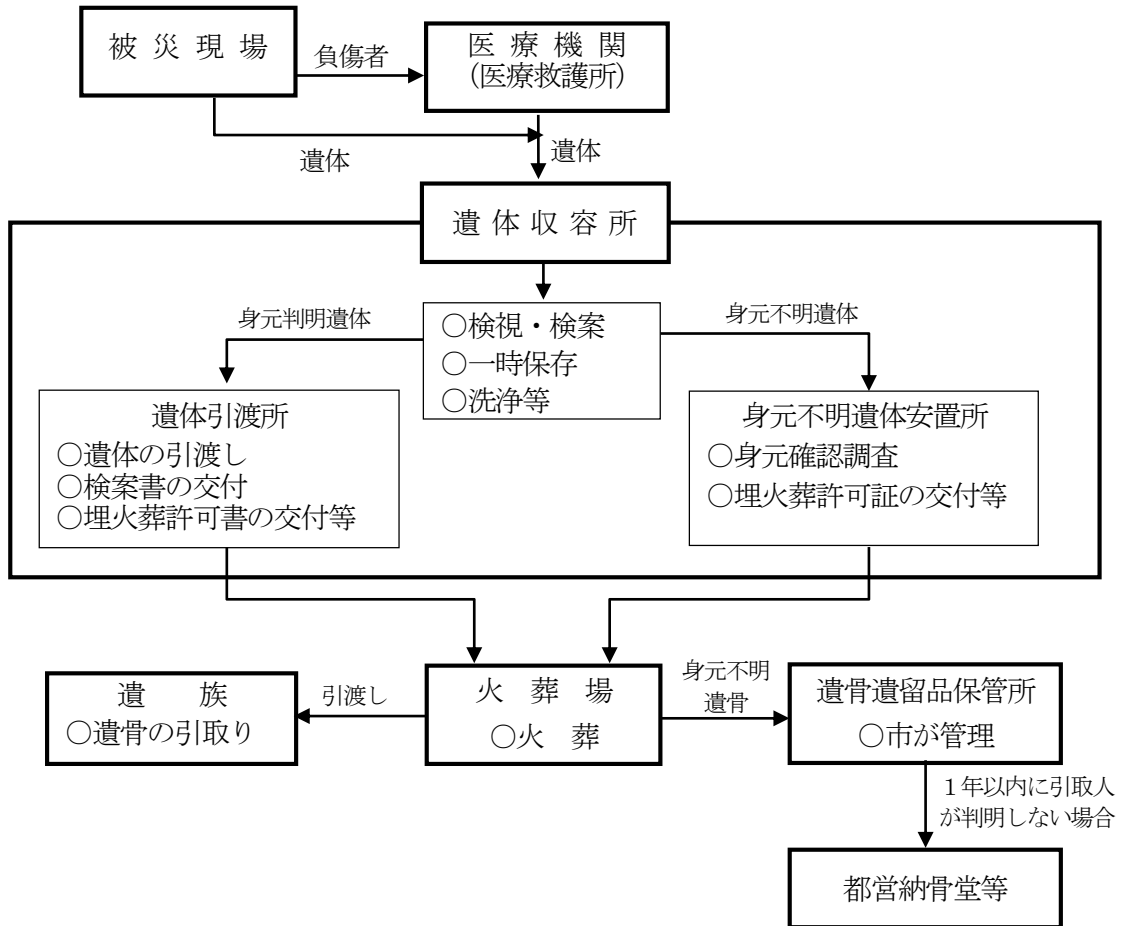 被災現場
負傷者
医療機関
（医療救護所）
遺体
遺体
遺体収容所
身元判明遺体
○検視・検案
○一時保存
○洗浄等
身元不明遺体
遺体引渡所
○遺体の引渡し
○検案書の交付
○埋火葬許可書の交付等
身元不明遺体安置所
○身元確認調査
○埋火葬許可証の交付等
遺　　族
○遺骨の引取り
引渡し
火　葬　場
○火　葬
身元不明
遺骨
遺骨遺留品保管所
○市が管理
１年以内に引取人
が判明しない場合
都営納骨堂等